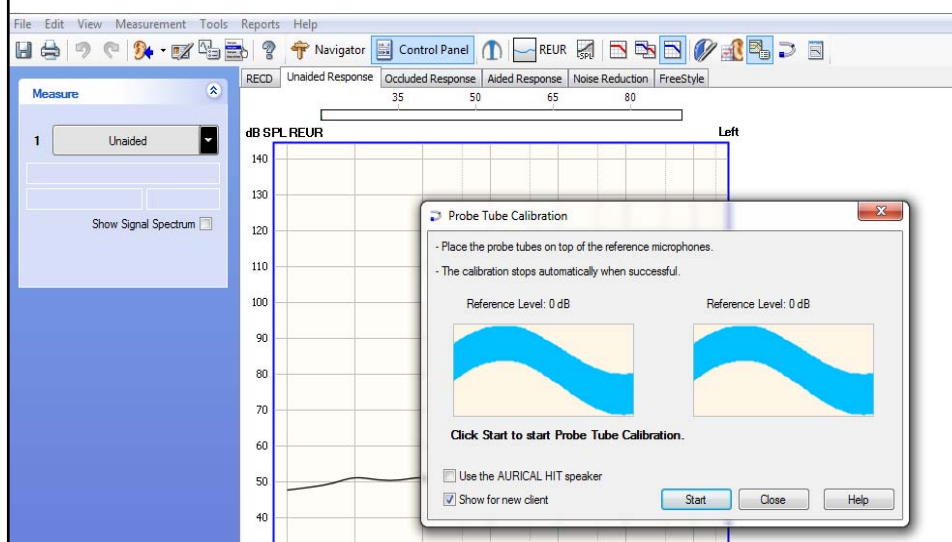 File Edit View Measurement Tools Reports Help
Navigator Control Panel REUR
RECD Unaided Response Occluded Response Aided Response Noise Reduction FreeStyle
Measure
35 50 65 80
dB SPL REUR Left
1 Unaided
Show Signal Spectrum
140
130
120
110
100
90
80
70
60
50
40
Probe Tube Calibration
- Place the probe tubes on top of the reference microphones.
- The calibration stops automatically when successful.
Reference Level: 0 dB Reference Level: 0 dB
Click Start to start Probe Tube Calibration.
Use the AURICAL HIT speaker
Show for new client Start Close Help